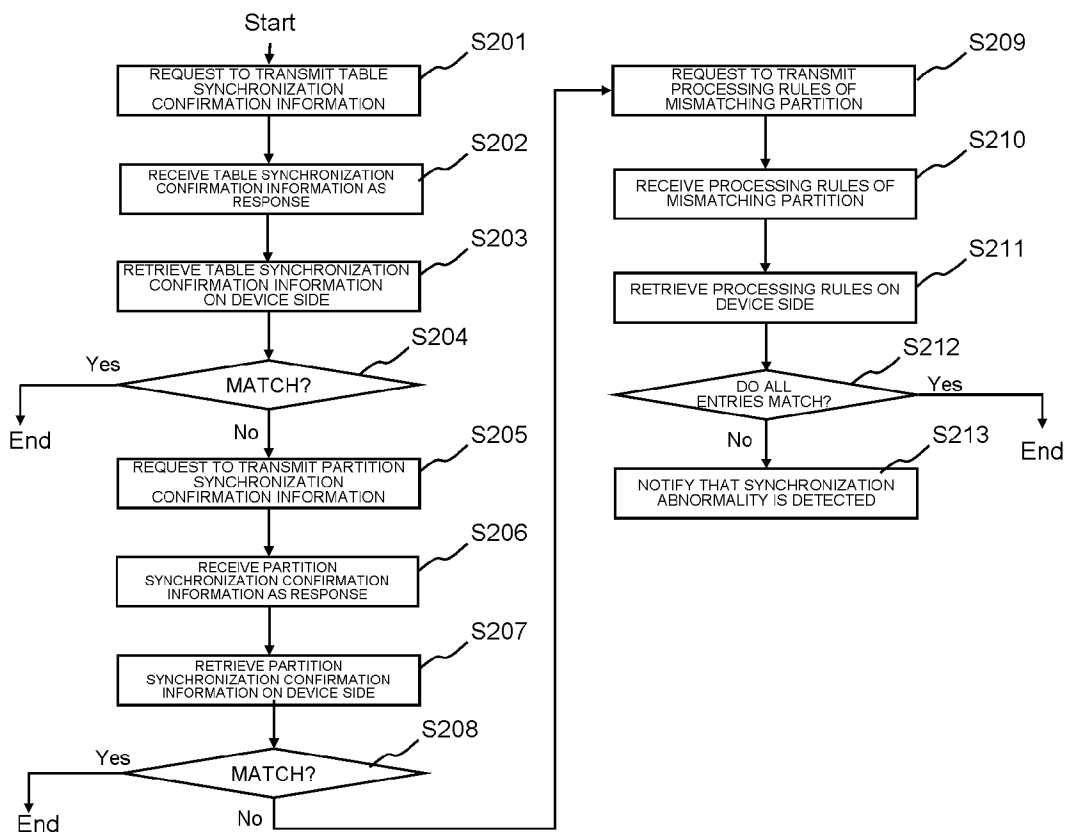 Start
S201
REQUEST TO TRANSMIT TABLE
SYNCHRONIZATION
CONFIRMATION INFORMATION
S202
RECEIVE TABLE SYNCHRONIZATION
CONFIRMATION INFORMATION AS
RESPONSE
S203
RETRIEVE TABLE SYNCHRONIZATION
CONFIRMATION INFORMATION
ON DEVICE SIDE
S204
Yes
MATCH?
End
No
S205
REQUEST TO TRANSMIT PARTITION
SYNCHRONIZATION
CONFIRMATION INFORMATION
S206
RECEIVE PARTITION
SYNCHRONIZATION CONFIRMATION
INFORMATION AS RESPONSE
S207
RETRIEVE PARTITION
SYNCHRONIZATION CONFIRMATION
INFORMATION ON DEVICE SIDE
S208
Yes
MATCH?
End
No
S209
REQUEST TO TRANSMIT
PROCESSING RULES OF
MISMATCHING PARTITION
S210
RECEIVE PROCESSING RULES OF
MISMATCHING PARTITION
S211
RETRIEVE PROCESSING RULES ON
DEVICE SIDE
S212
DO ALL
ENTRIES MATCH?
Yes
End
No
S213
NOTIFY THAT SYNCHRONIZATION
ABNORMALITY IS DETECTED